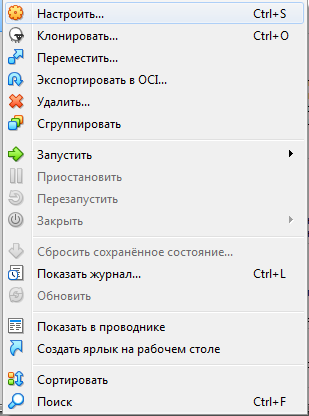 Настроить... Ctrl+S
Клонировать... Ctrl+O
Переместить...
Экспортировать в OCI...
Удалить...
Сгруппировать
Запустить
Приостановить
Перезапустить
Закрыть
Сбросить сохранённое состояние...
Показать журнал... Ctrl+L
Обновить
Показать в проводнике
Создать ярлык на рабочем столе
Сортировать
Поиск Ctrl+F